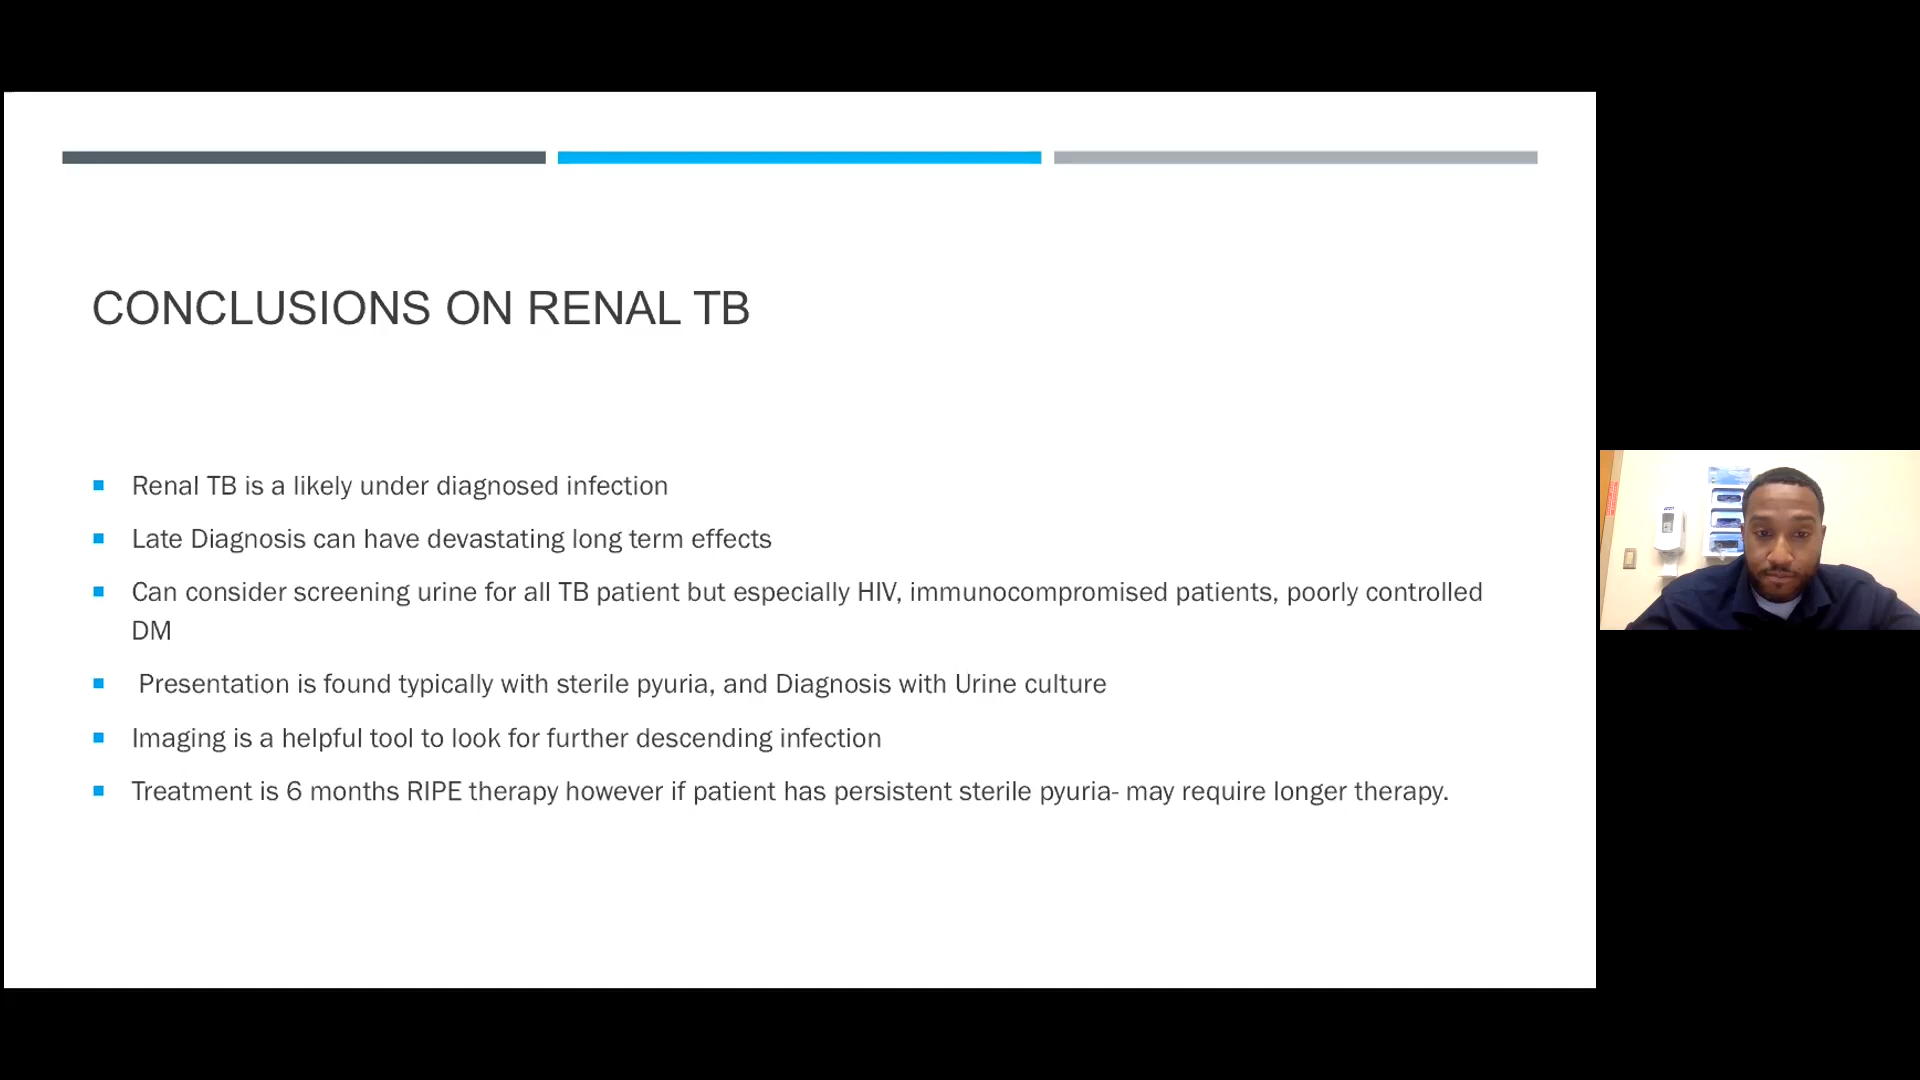 CONCLUSIONS ON RENAL TB
Renal TB is a likely under diagnosed infection
Late Diagnosis can have devastating long term effects
Can consider screening urine for all TB patient but especially HIV, immunocompromised patients, poorly controlled
DM
Presentation is found typically with sterile pyuria, and Diagnosis with Urine culture
Imaging is a helpful tool to look for further descending infection
Treatment is 6 months RIPE therapy however if patient has persistent sterile pyuria- may require longer therapy.